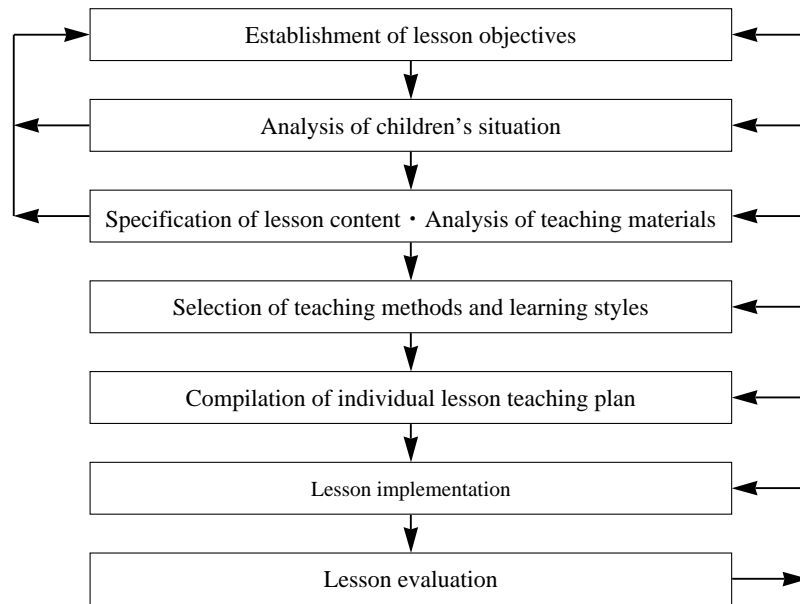 Establishment of lesson objectives
Analysis of children’s situation
Specification of lesson content・Analysis of teaching materials
Selection of teaching methods and learning styles
Compilation of individual lesson teaching plan
Lesson implementation
Lesson evaluation